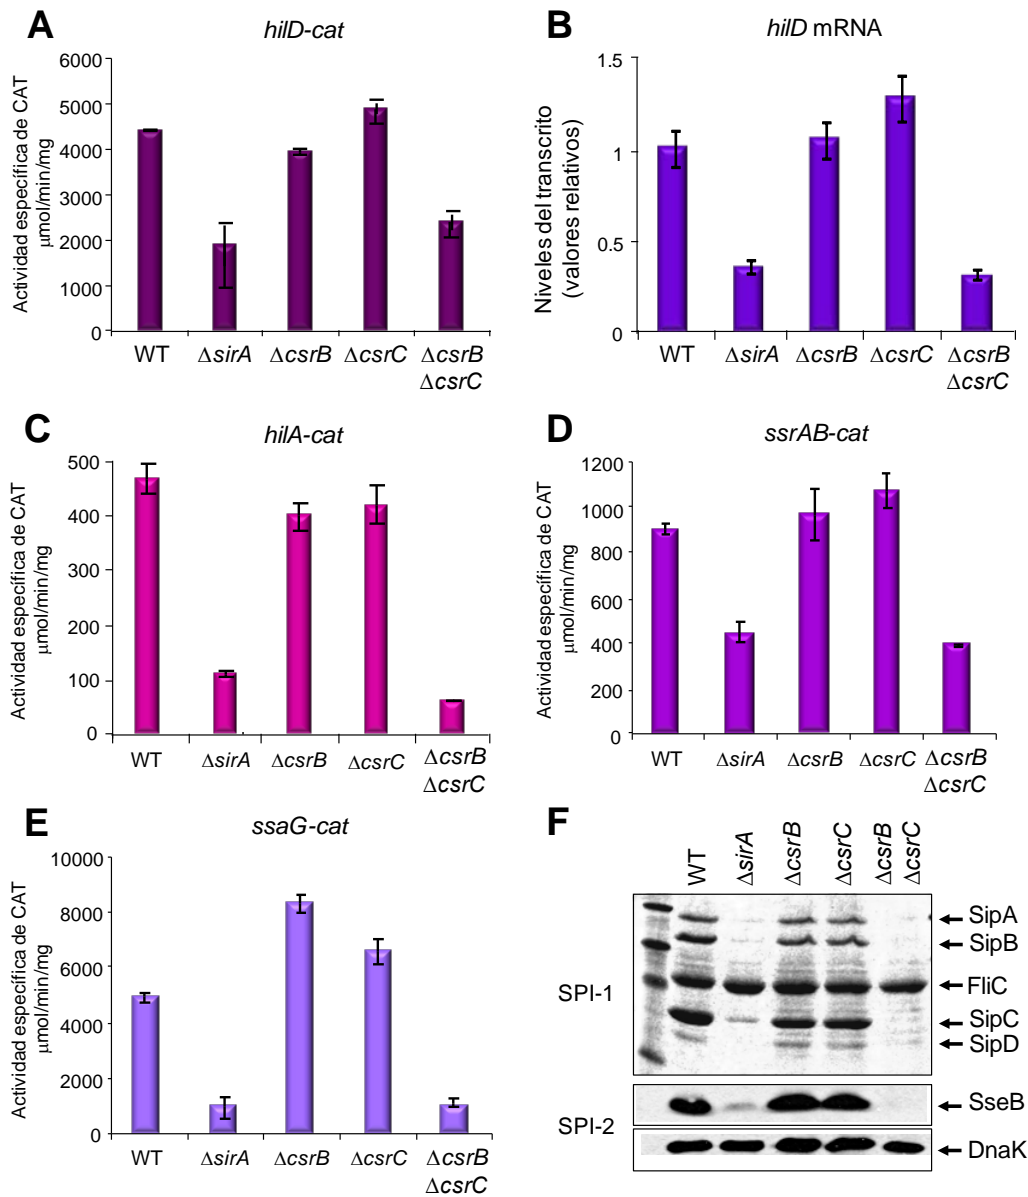 A
hilD-cat
Actividad específica de CAT
μmol/min/mg
6000
5000
4000
3000
2000
1000
0
WT
ΔsirA
ΔcsrB
ΔcsrC
ΔcsrB
ΔcsrC
B
hilD mRNA
Niveles del transcrito
(valores relativos)
1.5
1
0.5
0
WT
ΔsirA
ΔcsrB
ΔcsrC
ΔcsrB
ΔcsrC
C
hilA-cat
Actividad específica de CAT
μmol/min/mg
500
400
300
200
100
0
WT
ΔsirA
ΔcsrB
ΔcsrC
ΔcsrB
ΔcsrC
D
ssrAB-cat
Actividad específica de CAT
μmol/min/mg
1200
1000
800
600
400
200
0
WT
ΔsirA
ΔcsrB
ΔcsrC
ΔcsrB
ΔcsrC
E
ssaG-cat
Actividad específica de CAT
μmol/min/mg
10000
8000
6000
4000
2000
0
WT
ΔsirA
ΔcsrB
ΔcsrC
ΔcsrB
ΔcsrC
F
WT
ΔsirA
ΔcsrB
ΔcsrC
ΔcsrB
ΔcsrC
SPI-1
SipA
SipB
FliC
SipC
SipD
SPI-2
SseB
DnaK